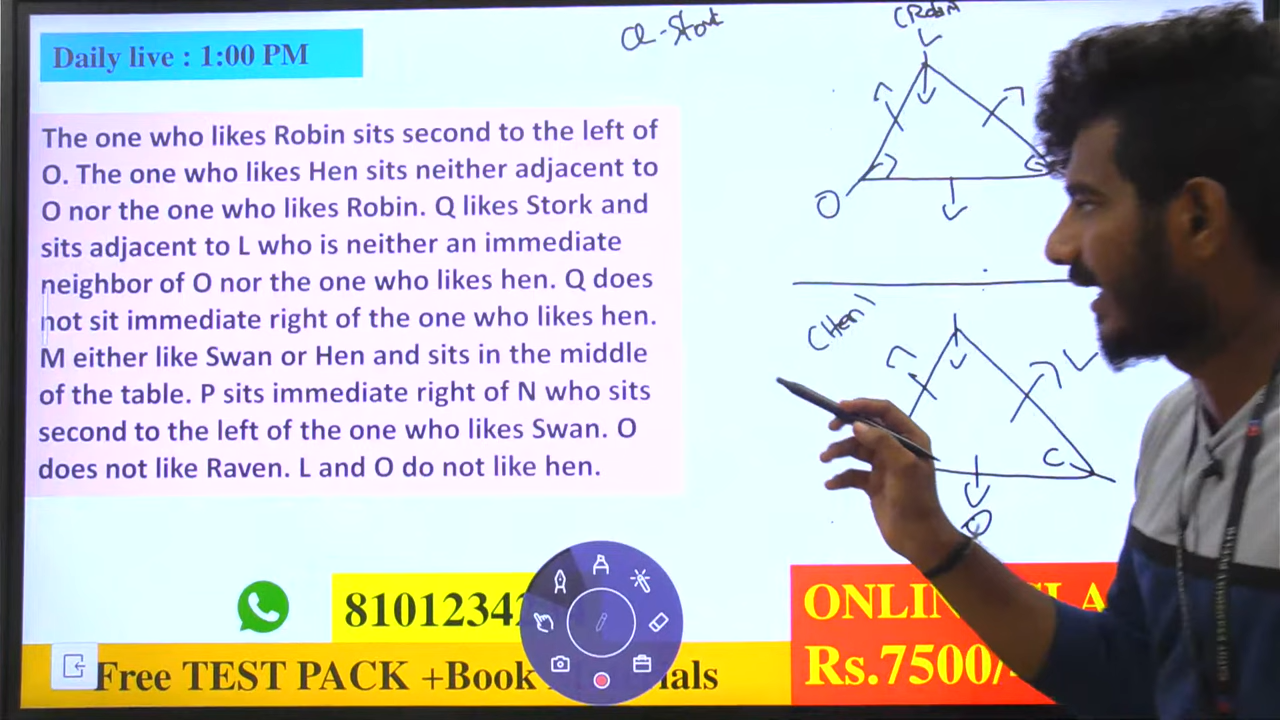 Daily live : 1:00 PM
The one who likes Robin sits second to the left of
O. The one who likes Hen sits neither adjacent to
O nor the one who likes Robin. Q likes Stork and
sits adjacent to L who is neither an immediate
neighbor of O nor the one who likes hen. Q does
not sit immediate right of the one who likes hen.
M either like Swan or Hen and sits in the middle
of the table. P sits immediate right of N who sits
second to the left of the one who likes Swan. O
does not like Raven. L and O do not like hen.
Q-Stork
(Robin
L
O
(Hen)
L
8101234
Free TEST PACK +Book
ials
ONLIN
LA
Rs.7500/